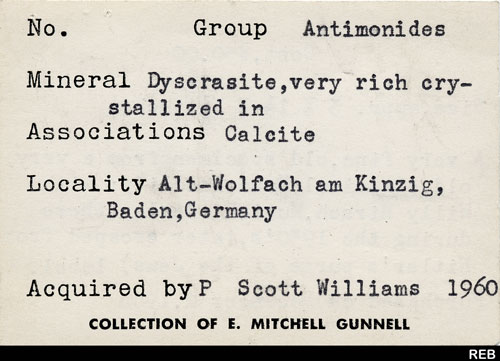 No. Group Antimonides
Mineral Dyscrasite,very rich cry-
stallized in
Associations Calcite
Locality Alt-Wolfach am Kinzig,
Baden,Germany
Acquired by P Scott Williams 1960
COLLECTION OF E. MITCHELL GUNNELL
REB